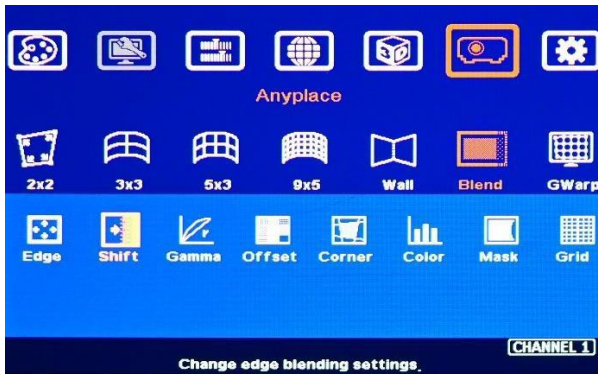 3D
Anyplace
2x2 3x3 5x3 9x5 Wall Blend GWarp
Edge Shift Gamma Offset Corner Color Mask Grid
CHANNEL 1
Change edge blending settings.